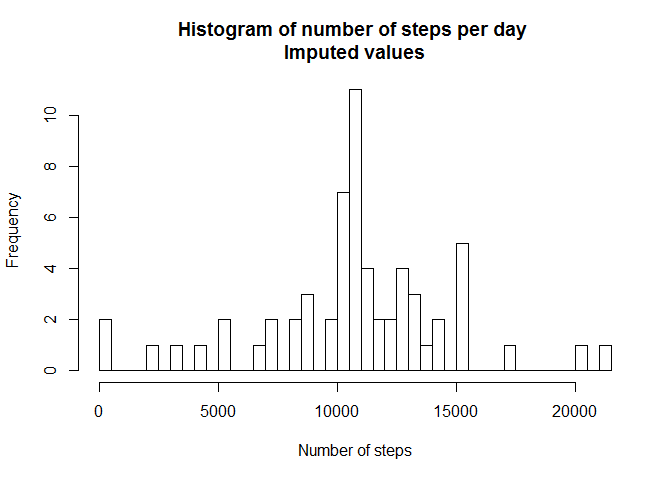 Histogram of number of steps per day
Imputed values
Frequency
10
8
6
4
2
0
0 5000 10000 15000 20000
Number of steps